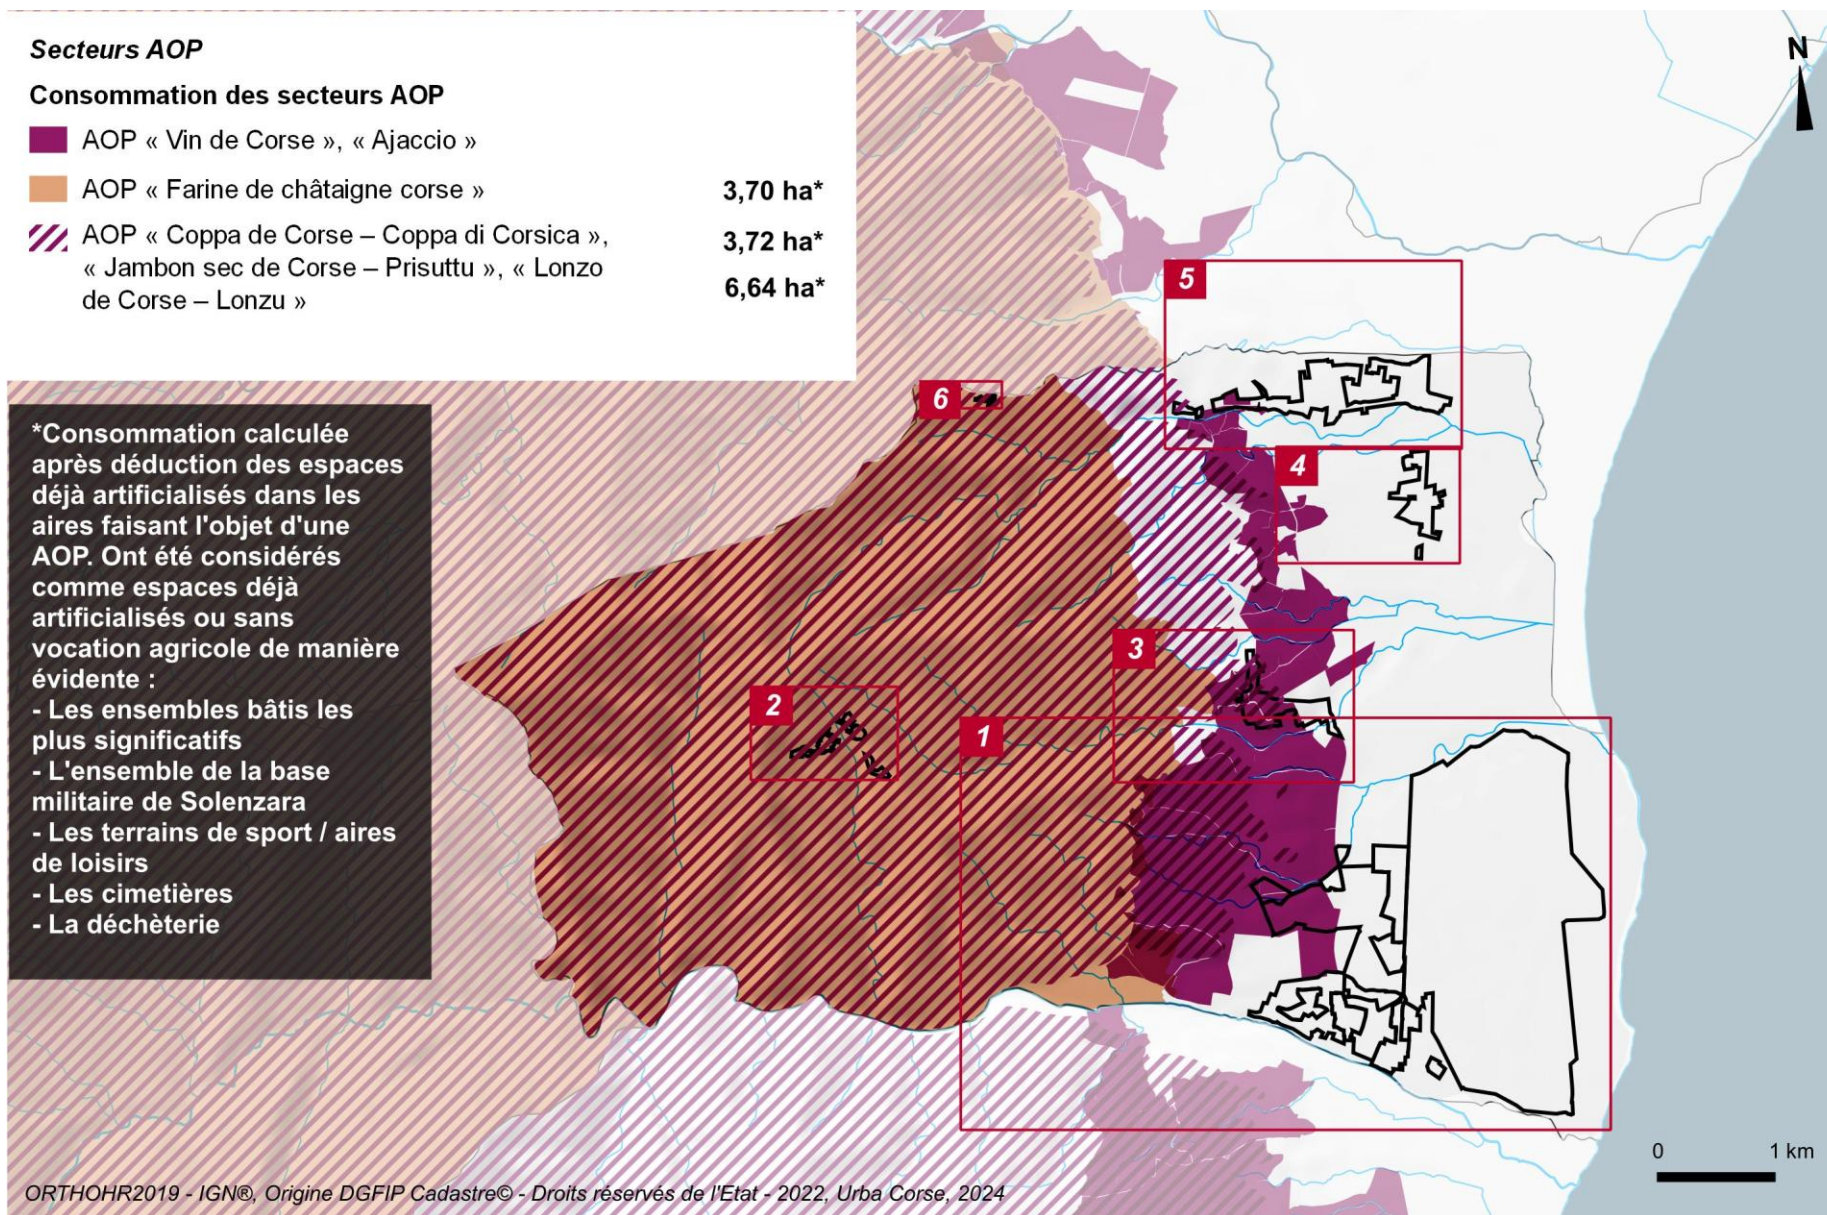 Secteurs AOP
Consommation des secteurs AOP
AOP « Vin de Corse », « Ajaccio »
AOP « Farine de châtaigne corse »
3,70 ha*
AOP « Coppa de Corse – Coppa di Corsica »,
« Jambon sec de Corse – Prisuttu », « Lonzo
de Corse – Lonzu »
3,72 ha*
6,64 ha*
*Consommation calculée
après déduction des espaces
déjà artificialisés dans les
aires faisant l'objet d'une
AOP. Ont été considérés
comme espaces déjà
artificialisés ou sans
vocation agricole de manière
évidente :
- Les ensembles bâtis les
plus significatifs
- L'ensemble de la base
militaire de Solenzara
- Les terrains de sport / aires
de loisirs
- Les cimetières
- La déchèterie
N
5
6
4
3
2
1
0 1 km
ORTHOHR2019 - IGN®, Origine DGFIP Cadastre© - Droits réservés de l'Etat - 2022, Urba Corse, 2024